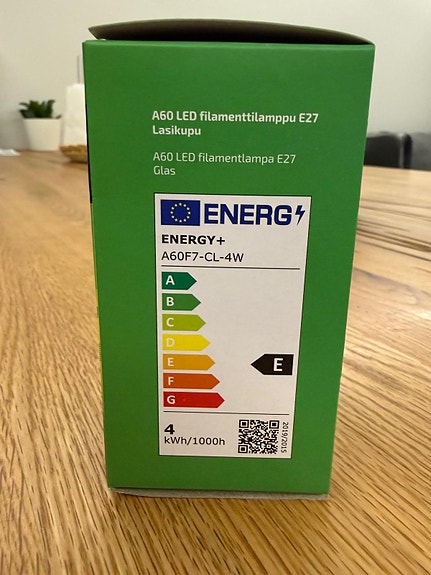 A60 LED filamenttilamppu E27
Lasikupu
A60 LED filamentlampa E27
Glas
ENERG
ENERGY+
A60F7-CL-4W
A
B
C
D
E
F
G
E
4
kWh/1000h
2019/2015